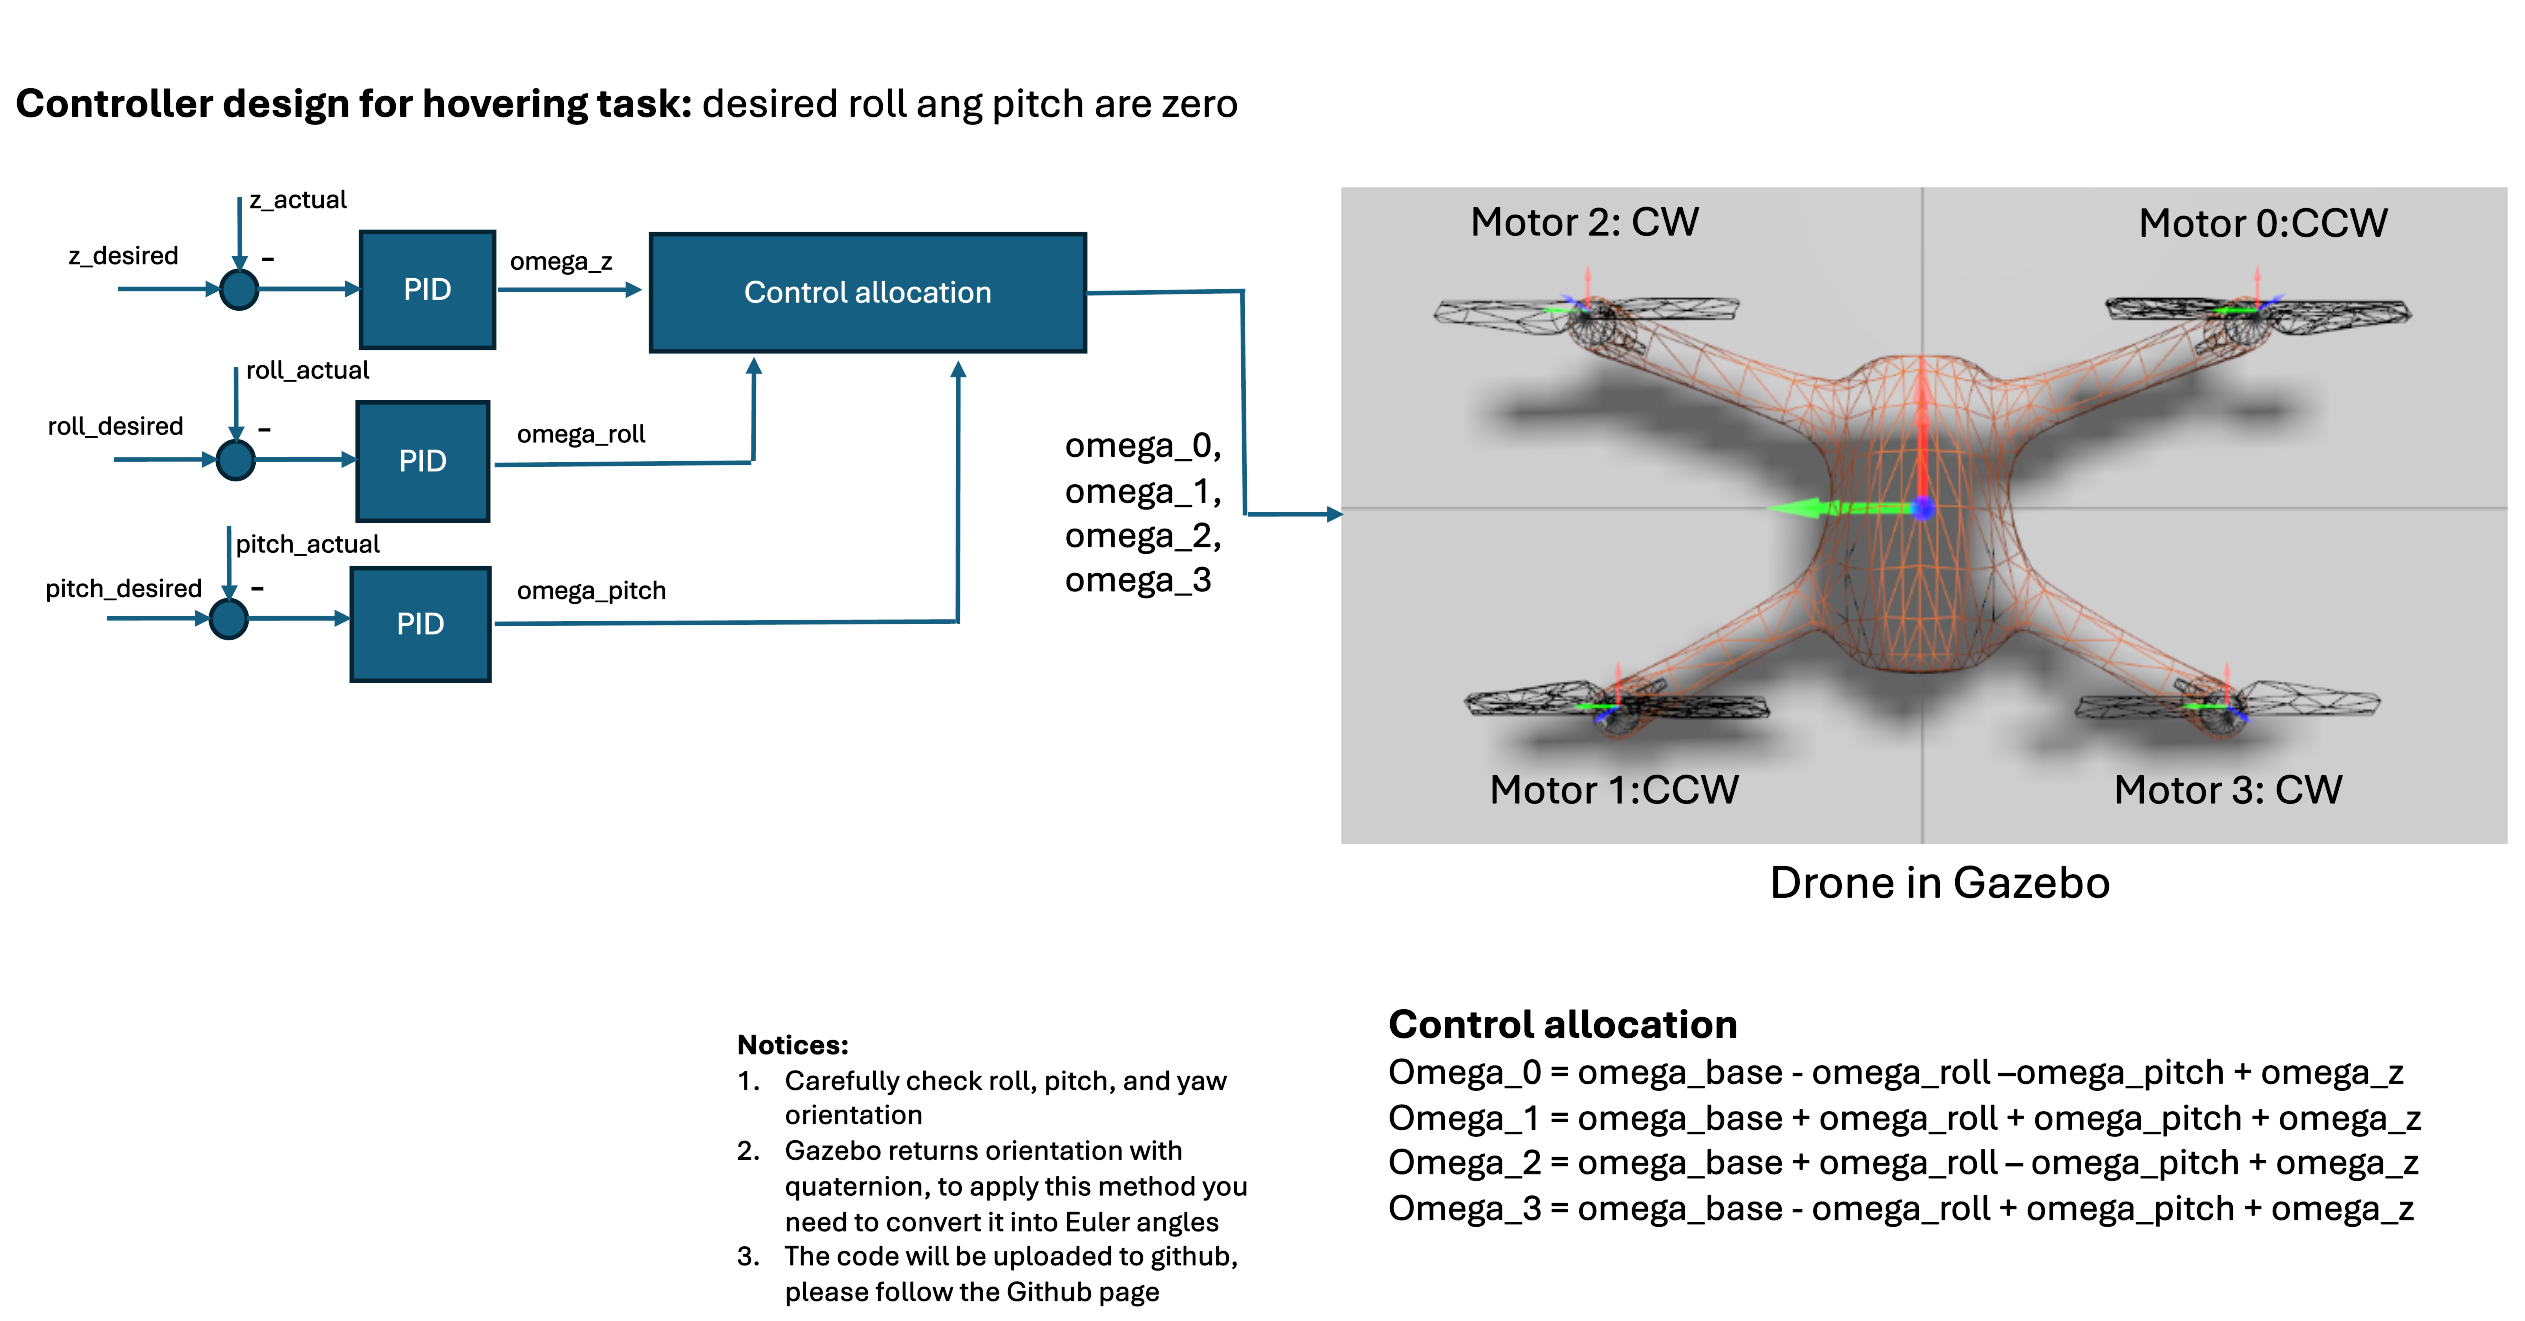 Controller design for hovering task: desired roll ang pitch are zero
z_actual
z_desired
–
PID
omega_z
Control allocation
roll_actual
roll_desired
–
PID
omega_roll
pitch_actual
pitch_desired
–
PID
omega_pitch
omega_0,
omega_1,
omega_2,
omega_3
Motor 2: CW
Motor 0:CCW
Motor 1:CCW
Motor 3: CW
Drone in Gazebo
Notices:
1. Carefully check roll, pitch, and yaw
orientation
2. Gazebo returns orientation with
quaternion, to apply this method you
need to convert it into Euler angles
3. The code will be uploaded to github,
please follow the Github page
Control allocation
Omega_0 = omega_base - omega_roll –omega_pitch + omega_z
Omega_1 = omega_base + omega_roll + omega_pitch + omega_z
Omega_2 = omega_base + omega_roll – omega_pitch + omega_z
Omega_3 = omega_base - omega_roll + omega_pitch + omega_z